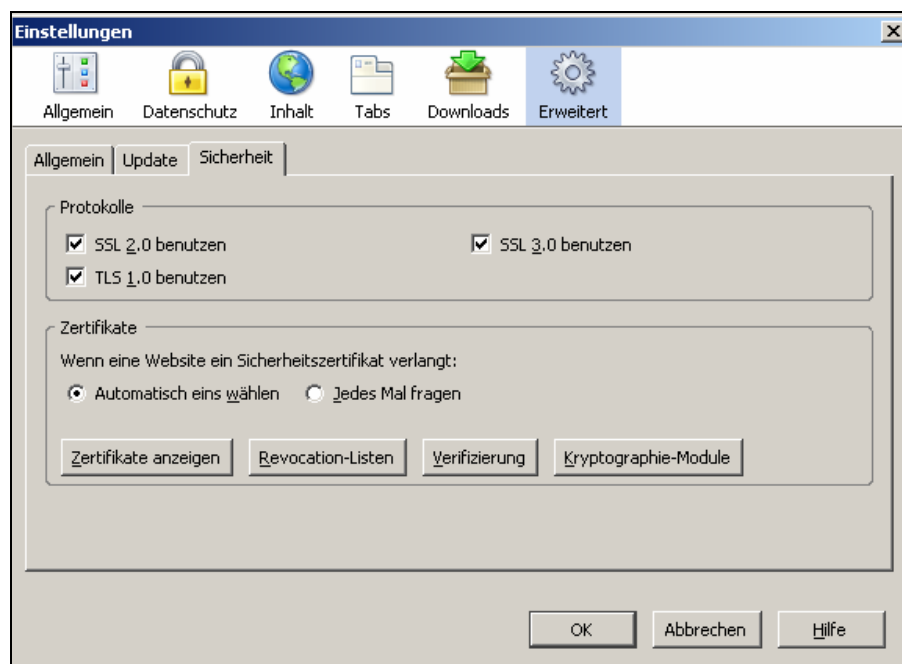 Einstellungen
Allgemein Datenschutz Inhalt Tabs Downloads Erweitert
Allgemein Update Sicherheit
Protokolle
SSL 2.0 benutzen SSL 3.0 benutzen
TLS 1.0 benutzen
Zertifikate
Wenn eine Website ein Sicherheitszertifikat verlangt:
Automatisch eins wählen Jedes Mal fragen
Zertifikate anzeigen Revocation-Listen Verifizierung Kryptographie-Module
OK Abbrechen Hilfe